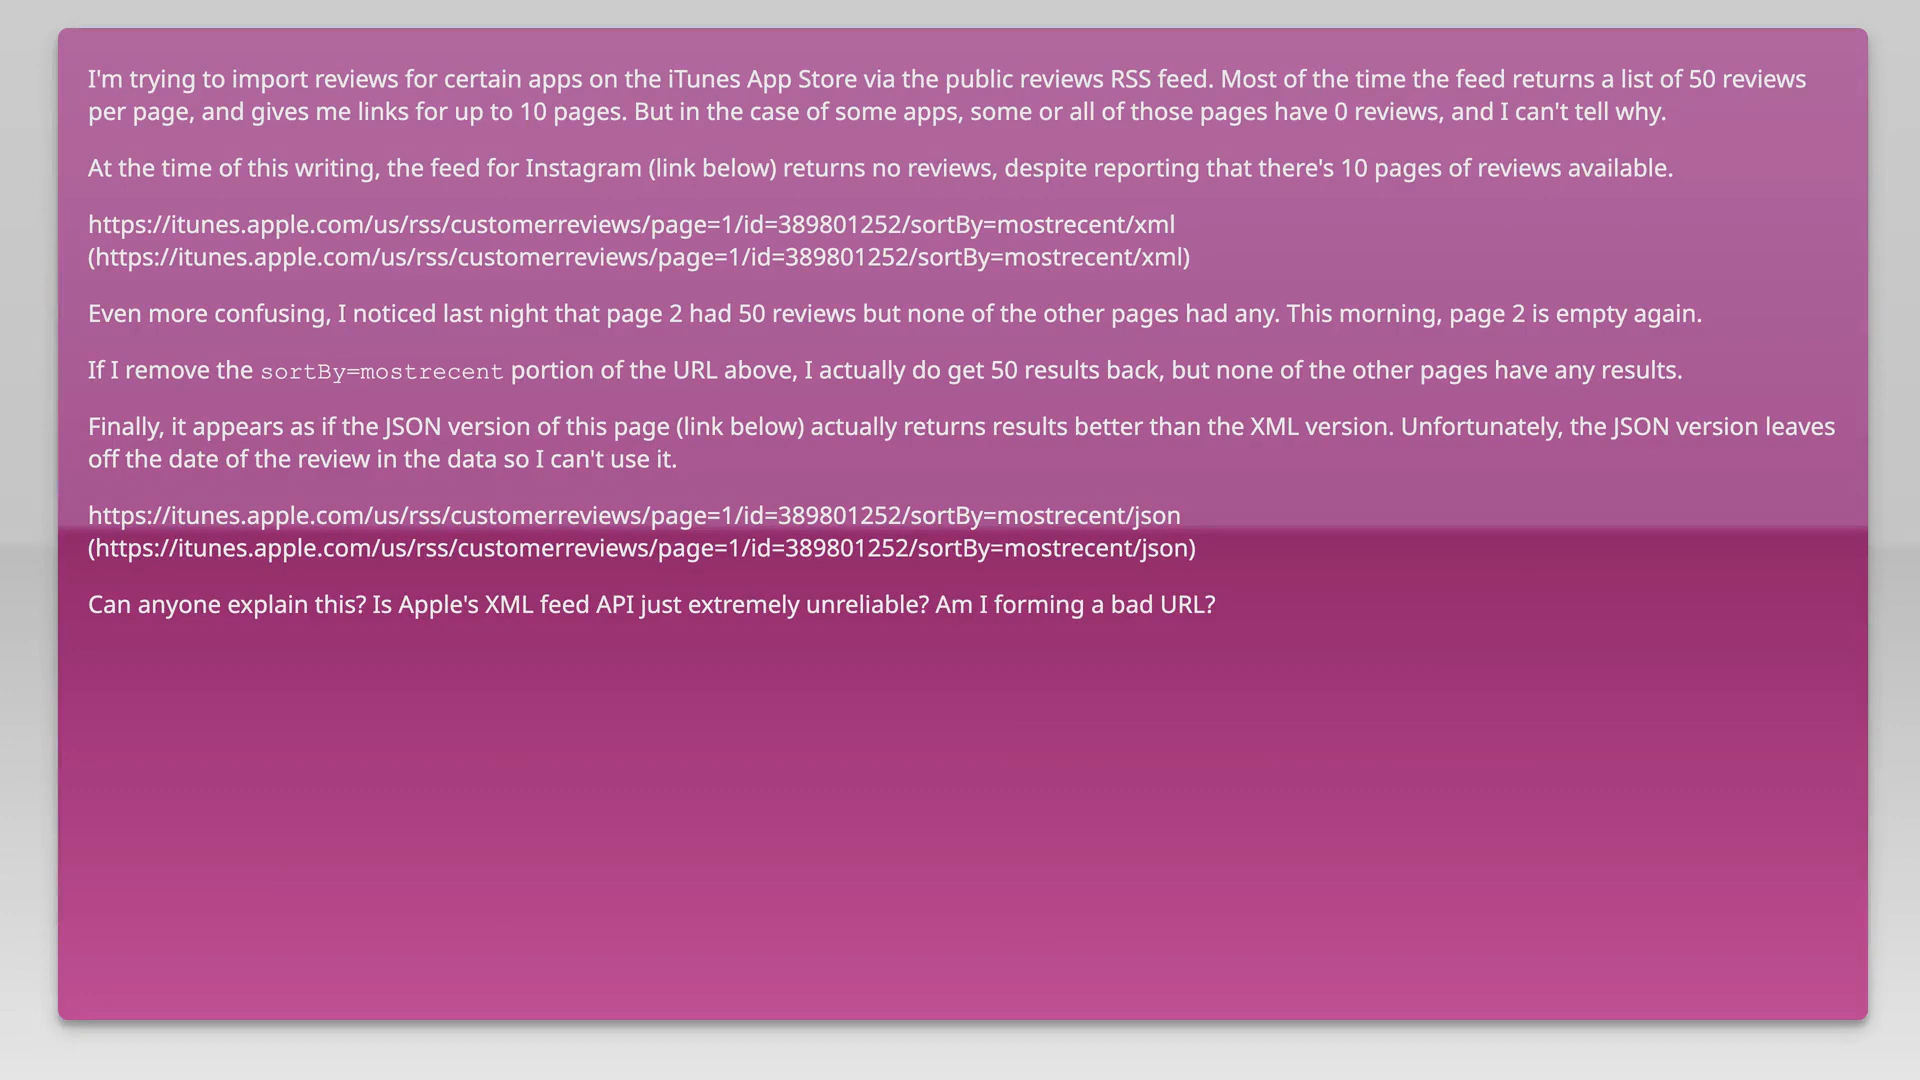 I'm trying to import reviews for certain apps on the iTunes App Store via the public reviews RSS feed. Most of the time the feed returns a list of 50 reviews
per page, and gives me links for up to 10 pages. But in the case of some apps, some or all of those pages have 0 reviews, and I can't tell why.
At the time of this writing, the feed for Instagram (link below) returns no reviews, despite reporting that there's 10 pages of reviews available.
https://itunes.apple.com/us/rss/customerreviews/page=1/id=389801252/sortBy=mostrecent/xml
(https://itunes.apple.com/us/rss/customerreviews/page=1/id=389801252/sortBy=mostrecent/xml)
Even more confusing, I noticed last night that page 2 had 50 reviews but none of the other pages had any. This morning, page 2 is empty again.
If I remove the sortBy=mostrecent portion of the URL above, I actually do get 50 results back, but none of the other pages have any results.
Finally, it appears as if the JSON version of this page (link below) actually returns results better than the XML version. Unfortunately, the JSON version leaves
off the date of the review in the data so I can't use it.
https://itunes.apple.com/us/rss/customerreviews/page=1/id=389801252/sortBy=mostrecent/json
(https://itunes.apple.com/us/rss/customerreviews/page=1/id=389801252/sortBy=mostrecent/json)
Can anyone explain this? Is Apple's XML feed API just extremely unreliable? Am I forming a bad URL?